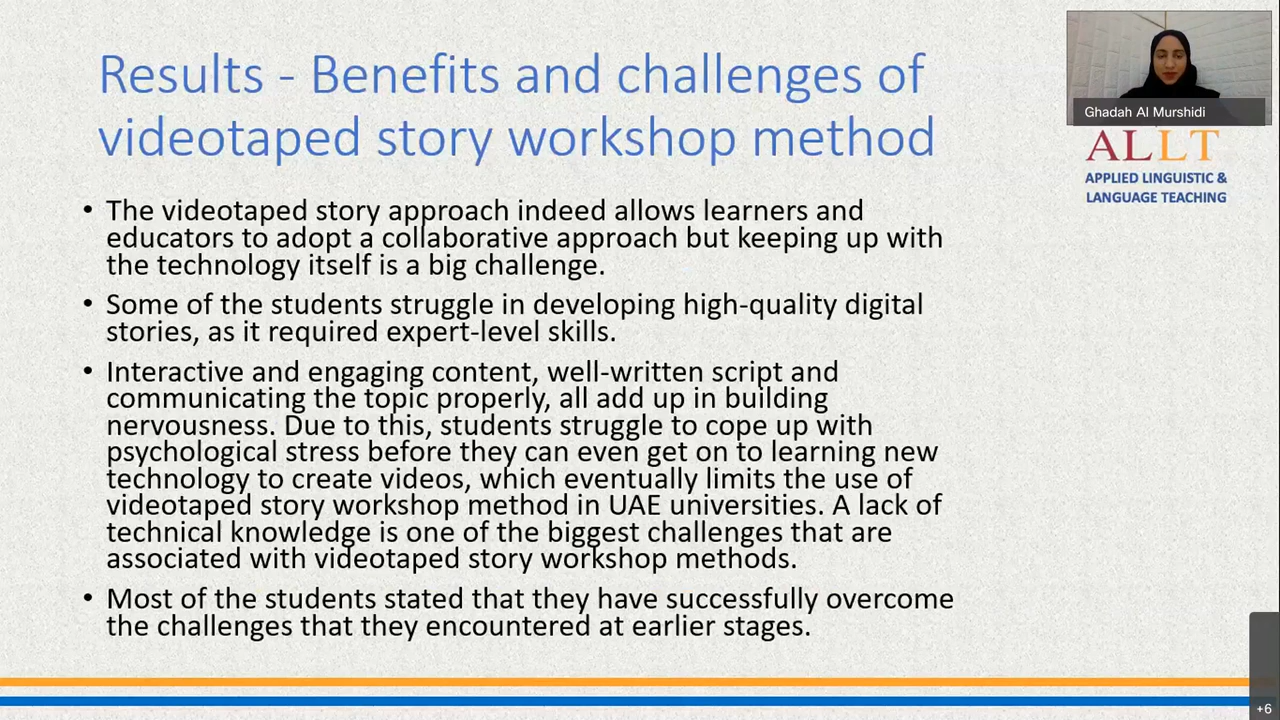 Results - Benefits and challenges of
videotaped story workshop method
Ghadah Al Murshidi
ALLT
APPLIED LINGUISTIC &
LANGUAGE TEACHING
• The videotaped story approach indeed allows learners and
educators to adopt a collaborative approach but keeping up with
the technology itself is a big challenge.
• Some of the students struggle in developing high-quality digital
stories, as it required expert-level skills.
• Interactive and engaging content, well-written script and
communicating the topic properly, all add up in building
nervousness. Due to this, students struggle to cope up with
psychological stress before they can even get on to learning new
technology to create videos, which eventually limits the use of
videotaped story workshop method in UAE universities. A lack of
technical knowledge is one of the biggest challenges that are
associated with videotaped story workshop methods.
• Most of the students stated that they have successfully overcome
the challenges that they encountered at earlier stages.
+6